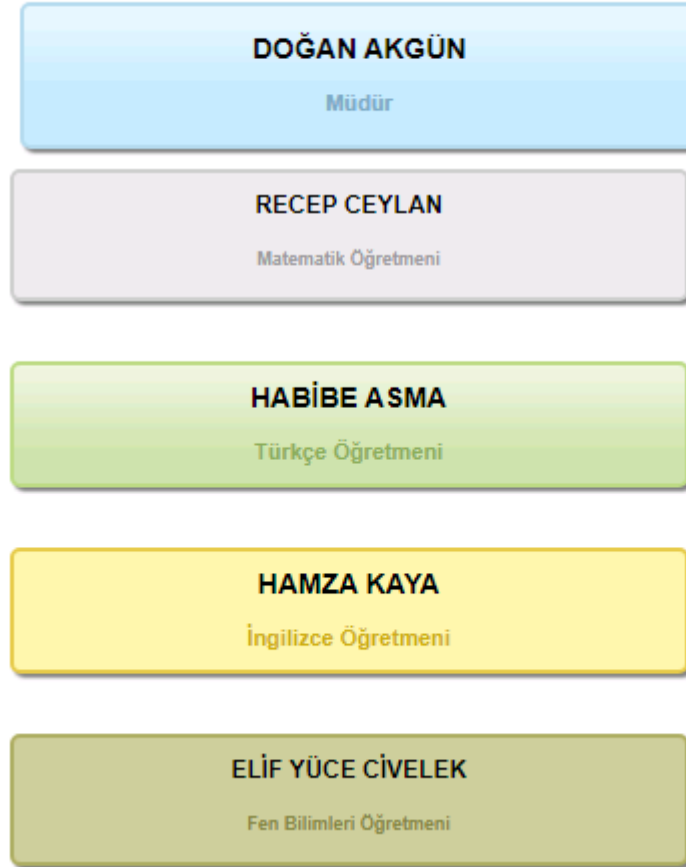 DOĞAN AKGÜN
Müdür
RECEP CEYLAN
Matematik Öğretmeni
HABİBE ASMA
Türkçe Öğretmeni
HAMZA KAYA
İngilizce Öğretmeni
ELİF YÜCE CİVELEK
Fen Bilimleri Öğretmeni